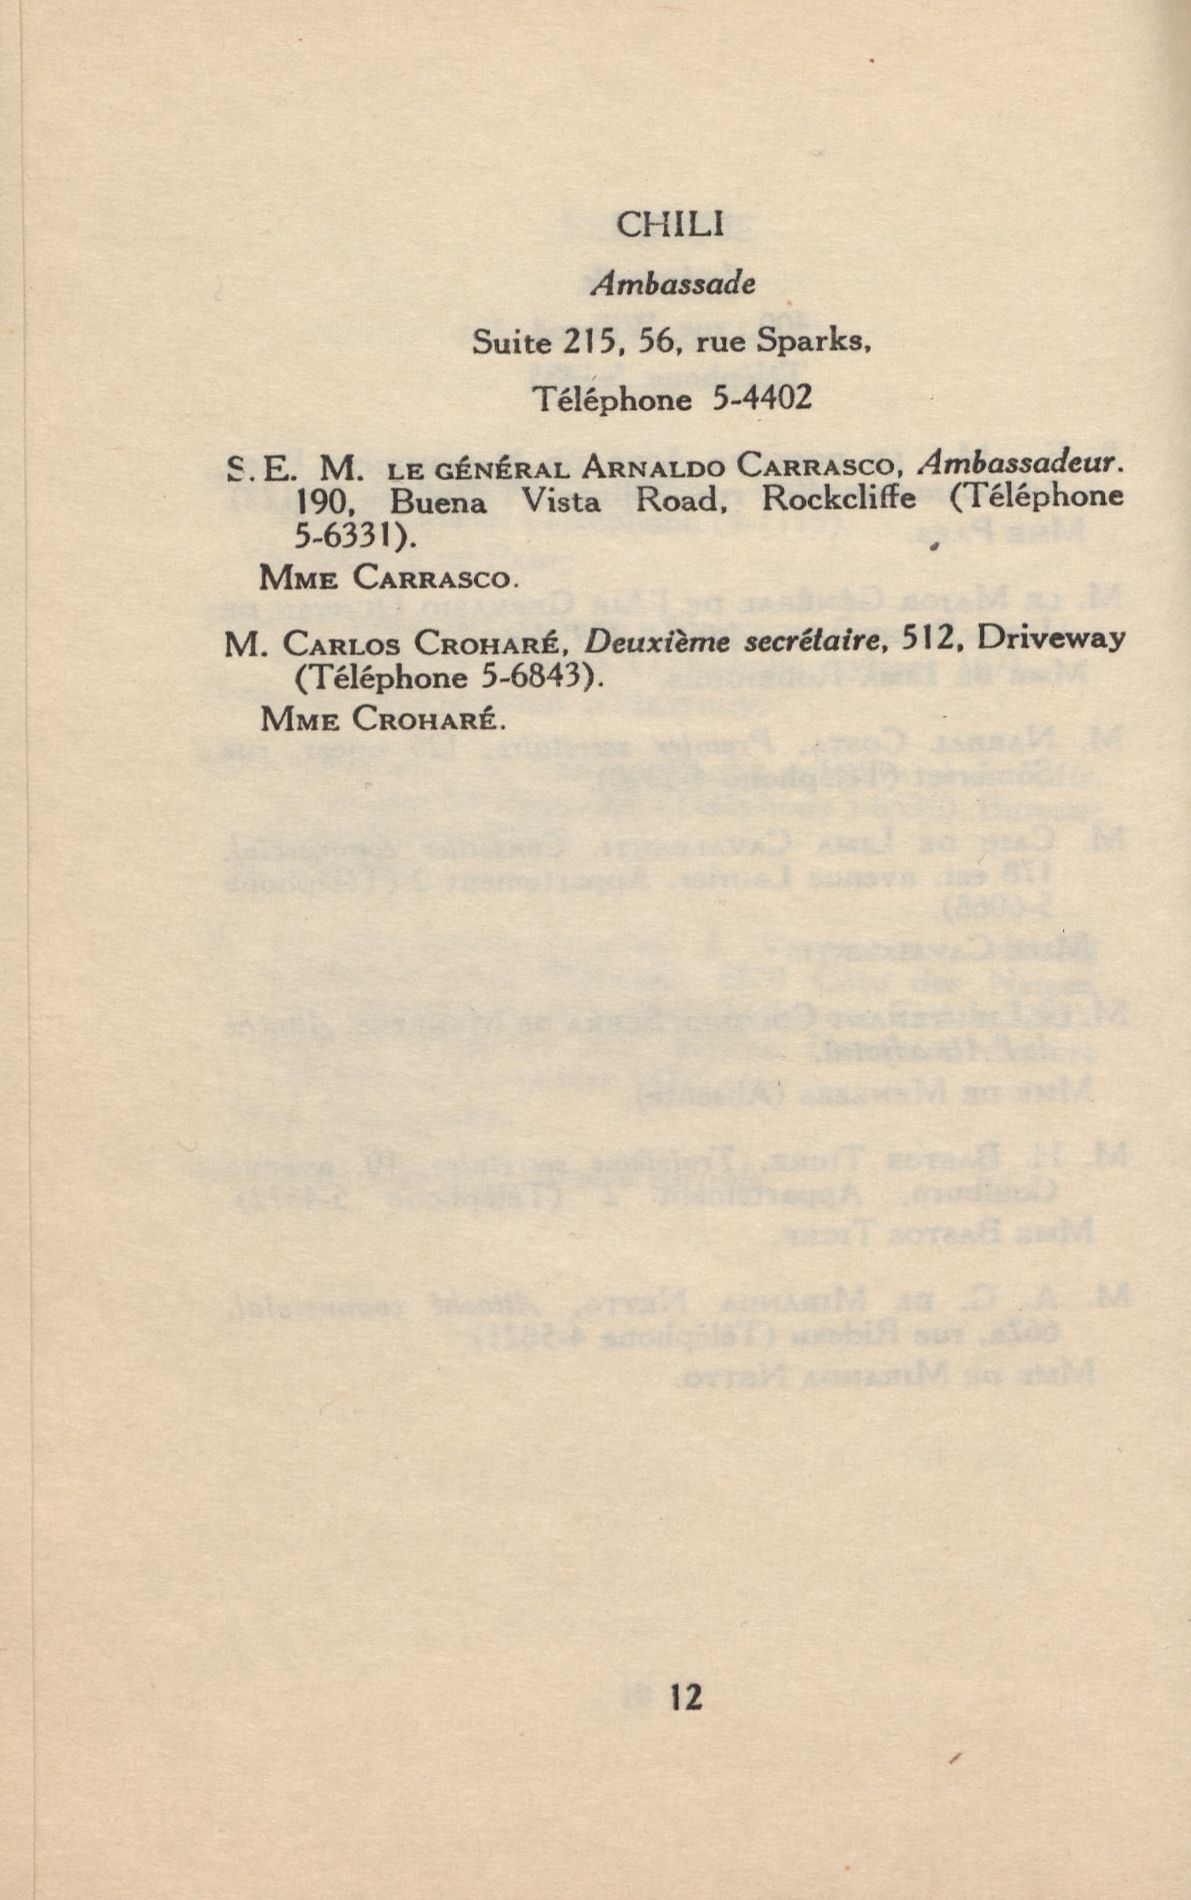 CHILI
Ambassade
Suite 215, 56, rue Sparks,
Téléphone 5-4402
S. E. M. LE GÉNÉRAL ARNALDO CARRASCO, Ambassadeur.
190, Buena Vista Road, Rockcliffe (Téléphone
5-6331).
MME CARRASCO.
M. CARLOS CROHARÉ, Deuxième secrétaire, 512, Driveway
(Téléphone 5-6843).
MME CROHARÉ.
12